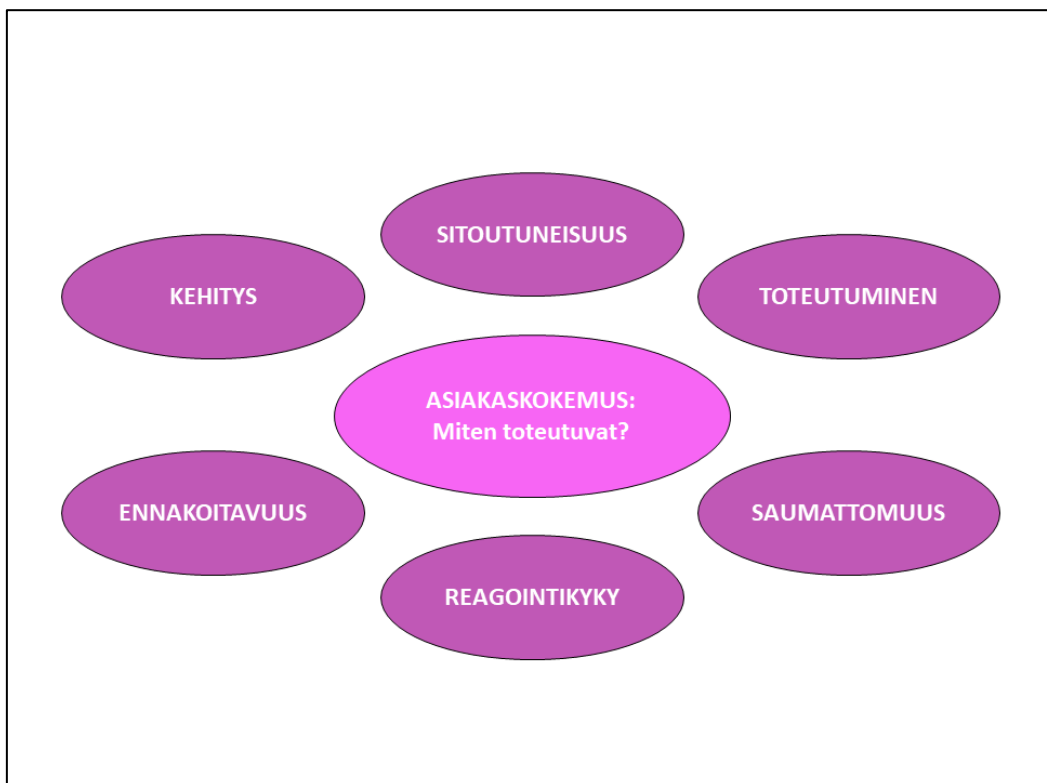 SITOUTUNEISUUS
KEHITYS
TOTEUTUMINEN
ASIAKASKOKEMUS:
Miten toteutuvat?
ENNAKOITAVUUS
SAUMATTOMUUS
REAGOINTIKYKY